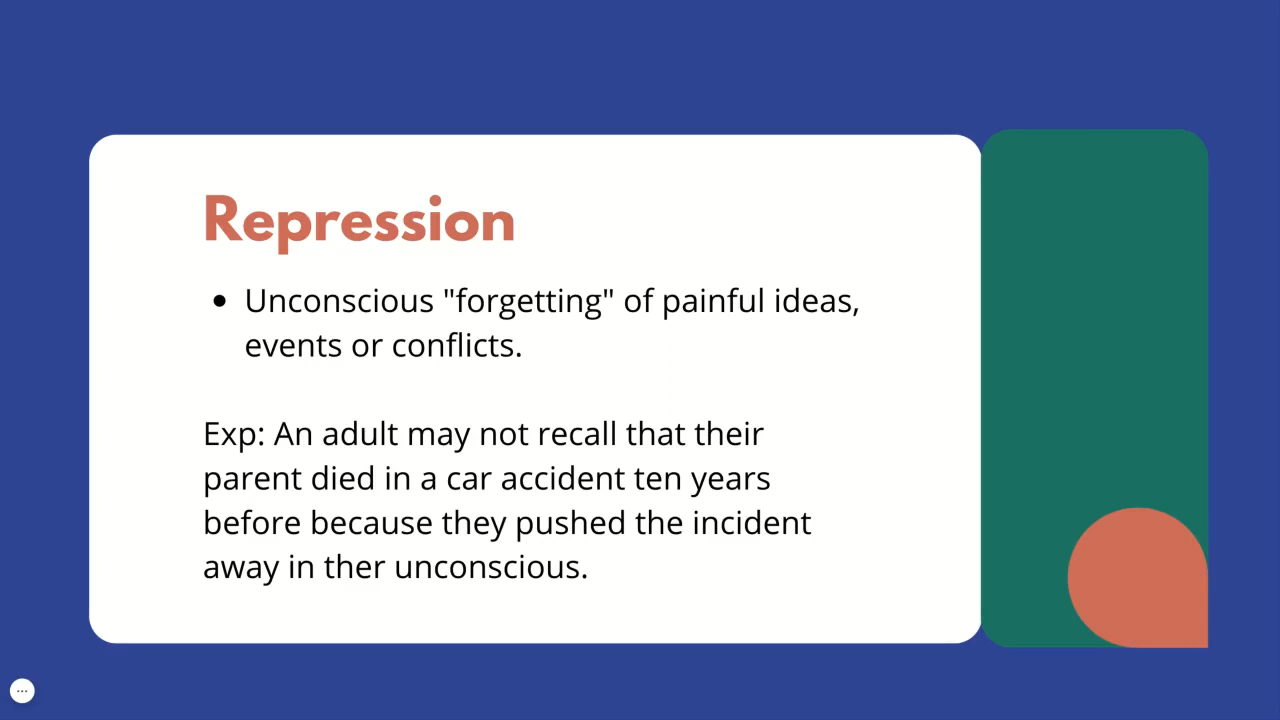 Repression
• Unconscious "forgetting" of painful ideas,
events or conflicts.
Exp: An adult may not recall that their
parent died in a car accident ten years
before because they pushed the incident
away in ther unconscious.